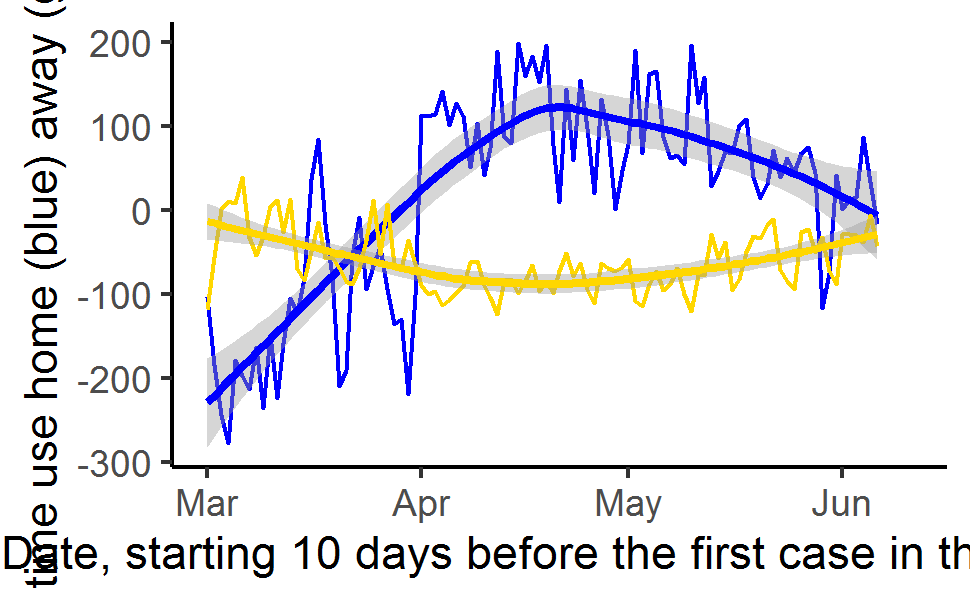 time use home (blue) away (
200
100
0
-100
-200
-300
Mar Apr May Jun
Date, starting 10 days before the first case in th